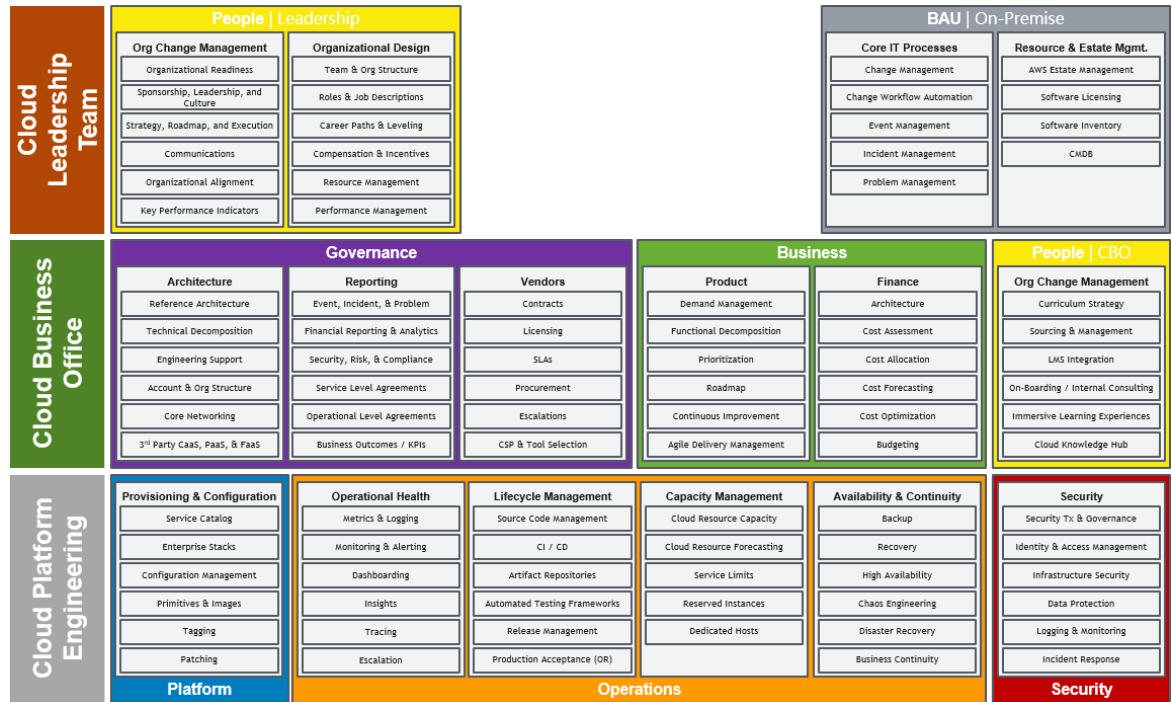 Cloud
Leadership
Team
People | Leadership
Org Change Management
Organizational Readiness
Sponsorship, Leadership, and
Culture
Strategy, Roadmap, and Execution
Communications
Organizational Alignment
Key Performance Indicators
Organizational Design
Team & Org Structure
Roles & Job Descriptions
Career Paths & Leveling
Compensation & Incentives
Resource Management
Performance Management
BAU | On-Premise
Core IT Processes
Change Management
Change Workflow Automation
Event Management
Incident Management
Problem Management
Resource & Estate Mgmt.
AWS Estate Management
Software Licensing
Software Inventory
CMDB
Cloud Business
Office
Governance
Architecture
Reference Architecture
Technical Decomposition
Engineering Support
Account & Org Structure
Core Networking
3rd Party CaaS, PaaS, & FaaS
Reporting
Event, Incident, & Problem
Financial Reporting & Analytics
Security, Risk, & Compliance
Service Level Agreements
Operational Level Agreements
Business Outcomes / KPIs
Vendors
Contracts
Licensing
SLAs
Procurement
Escalations
CSP & Tool Selection
Business
Product
Demand Management
Functional Decomposition
Prioritization
Roadmap
Continuous Improvement
Agile Delivery Management
Finance
Architecture
Cost Assessment
Cost Allocation
Cost Forecasting
Cost Optimization
Budgeting
People | CBO
Org Change Management
Curriculum Strategy
Sourcing & Management
LMS Integration
On-Boarding / Internal Consulting
Immersive Learning Experiences
Cloud Knowledge Hub
Cloud Platform
Engineering
Provisioning & Configuration
Service Catalog
Enterprise Stacks
Configuration Management
Primitives & Images
Tagging
Patching
Platform
Operational Health
Metrics & Logging
Monitoring & Alerting
Dashboarding
Insights
Tracing
Escalation
Lifecycle Management
Source Code Management
CI / CD
Artifact Repositories
Automated Testing Frameworks
Release Management
Production Acceptance (OR)
Capacity Management
Cloud Resource Capacity
Cloud Resource Forecasting
Service Limits
Reserved Instances
Dedicated Hosts
Availability & Continuity
Backup
Recovery
High Availability
Chaos Engineering
Disaster Recovery
Business Continuity
Operations
Security
Security Tx & Governance
Identity & Access Management
Infrastructure Security
Data Protection
Logging & Monitoring
Incident Response
Security